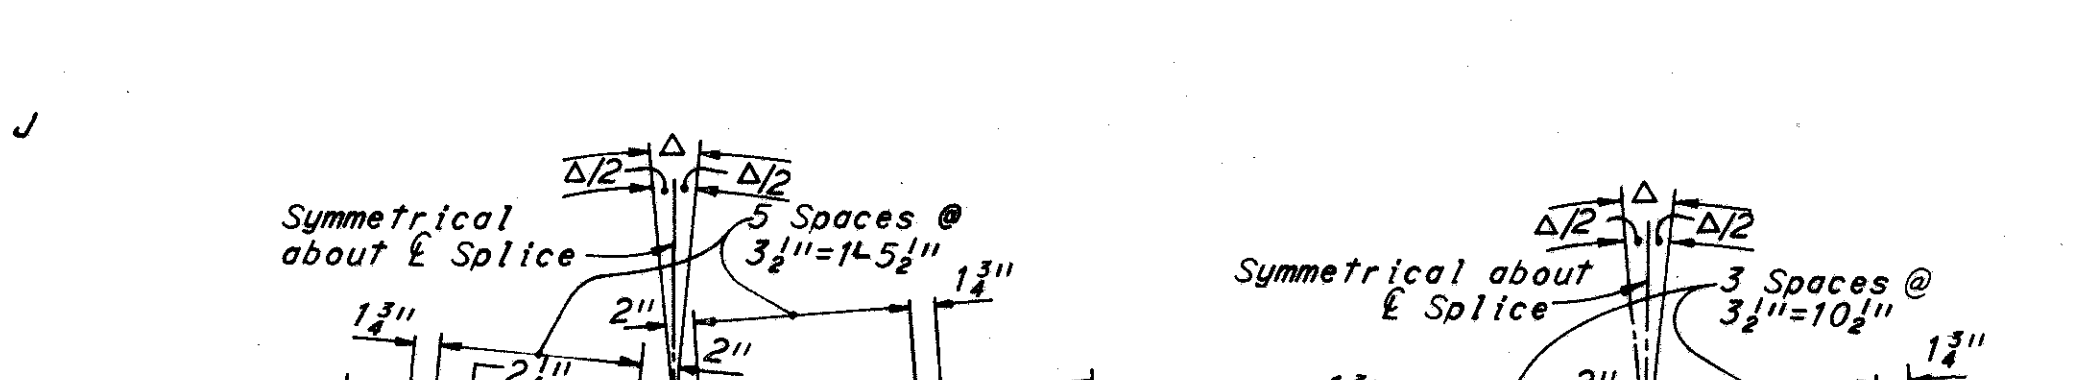 J
Δ
Δ/2 Δ/2
Symmetrical
about ℄ Splice
5 Spaces @
3½"=1'-5½"
1¾"
2"
1¾"
2"
Δ
Δ/2 Δ/2
Symmetrical about
℄ Splice
3 Spaces @
3½"=10½"
1¾"